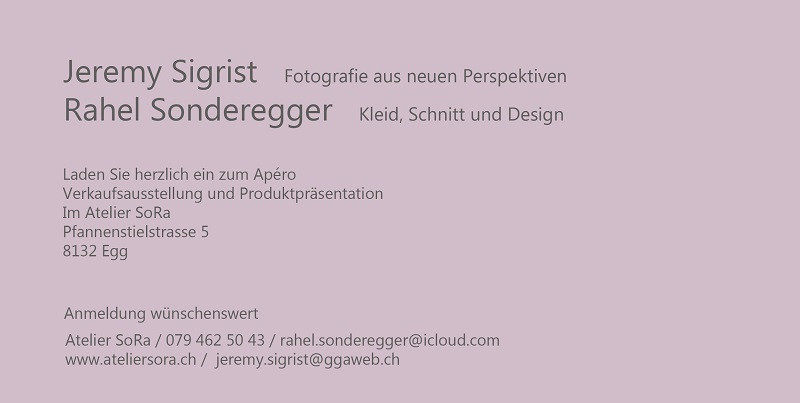 Jeremy Sigrist Fotografie aus neuen Perspektiven
Rahel Sonderegger Kleid, Schnitt und Design
Laden Sie herzlich ein zum Apéro
Verkaufsausstellung und Produktpräsentation
Im Atelier SoRa
Pfannenstielstrasse 5
8132 Egg
Anmeldung wünschenswert
Atelier SoRa / 079 462 50 43 / rahel.sonderegger@icloud.com
www.ateliersora.ch / jeremy.sigrist@ggaweb.ch